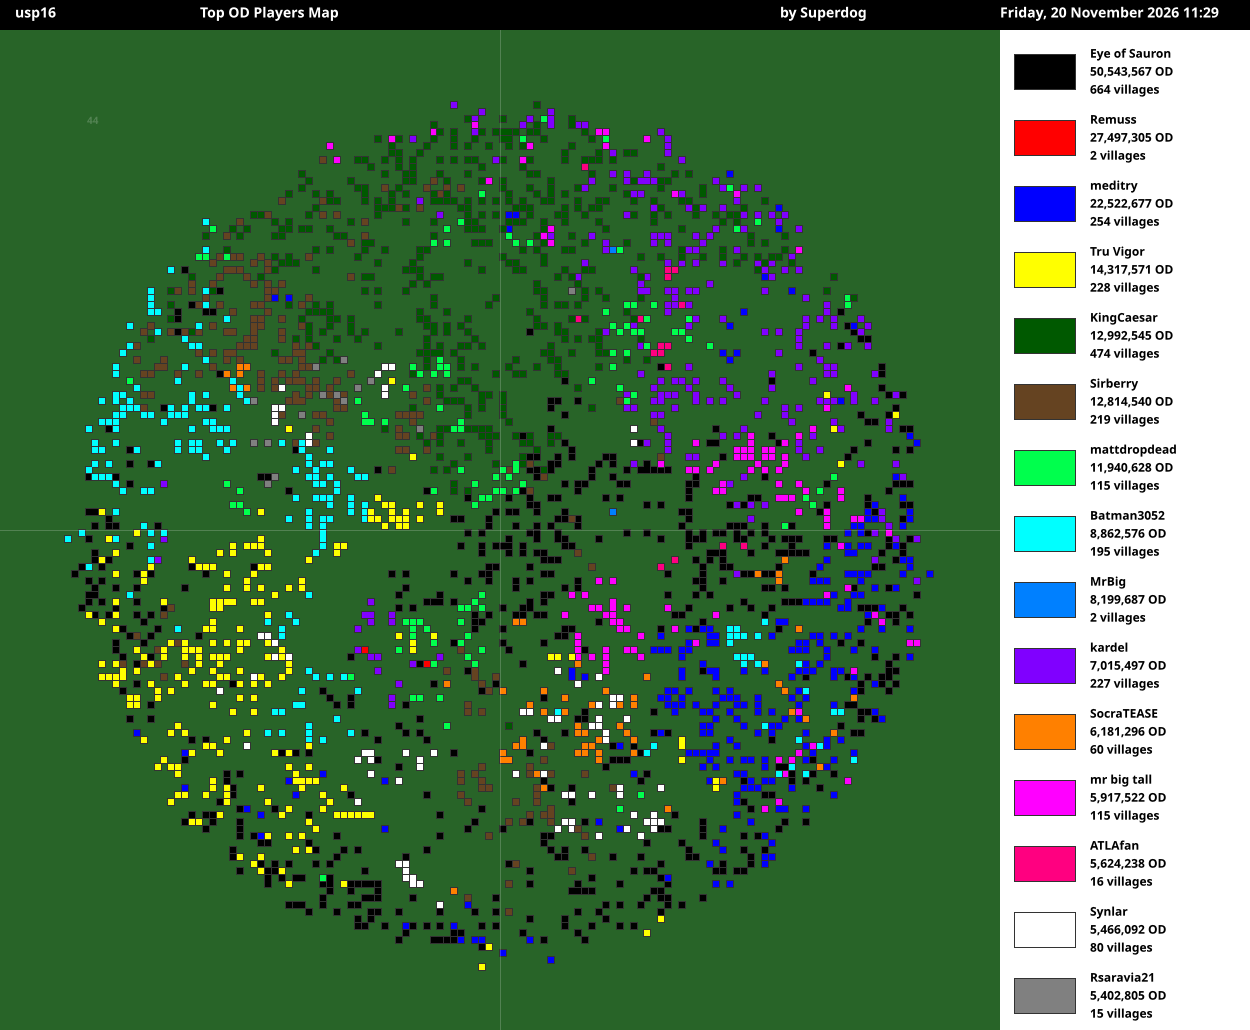 usp16 Top OD Players Map by Superdog Friday, 20 November 2026 11:29
44
Eye of Sauron
50,543,567 OD
664 villages
Remuss
27,497,305 OD
2 villages
meditry
22,522,677 OD
254 villages
Tru Vigor
14,317,571 OD
228 villages
KingCaesar
12,992,545 OD
474 villages
Sirberry
12,814,540 OD
219 villages
mattdropdead
11,940,628 OD
115 villages
Batman3052
8,862,576 OD
195 villages
MrBig
8,199,687 OD
2 villages
kardel
7,015,497 OD
227 villages
SocraTEASE
6,181,296 OD
60 villages
mr big tall
5,917,522 OD
115 villages
ATLAfan
5,624,238 OD
16 villages
Synlar
5,466,092 OD
80 villages
Rsaravia21
5,402,805 OD
15 villages